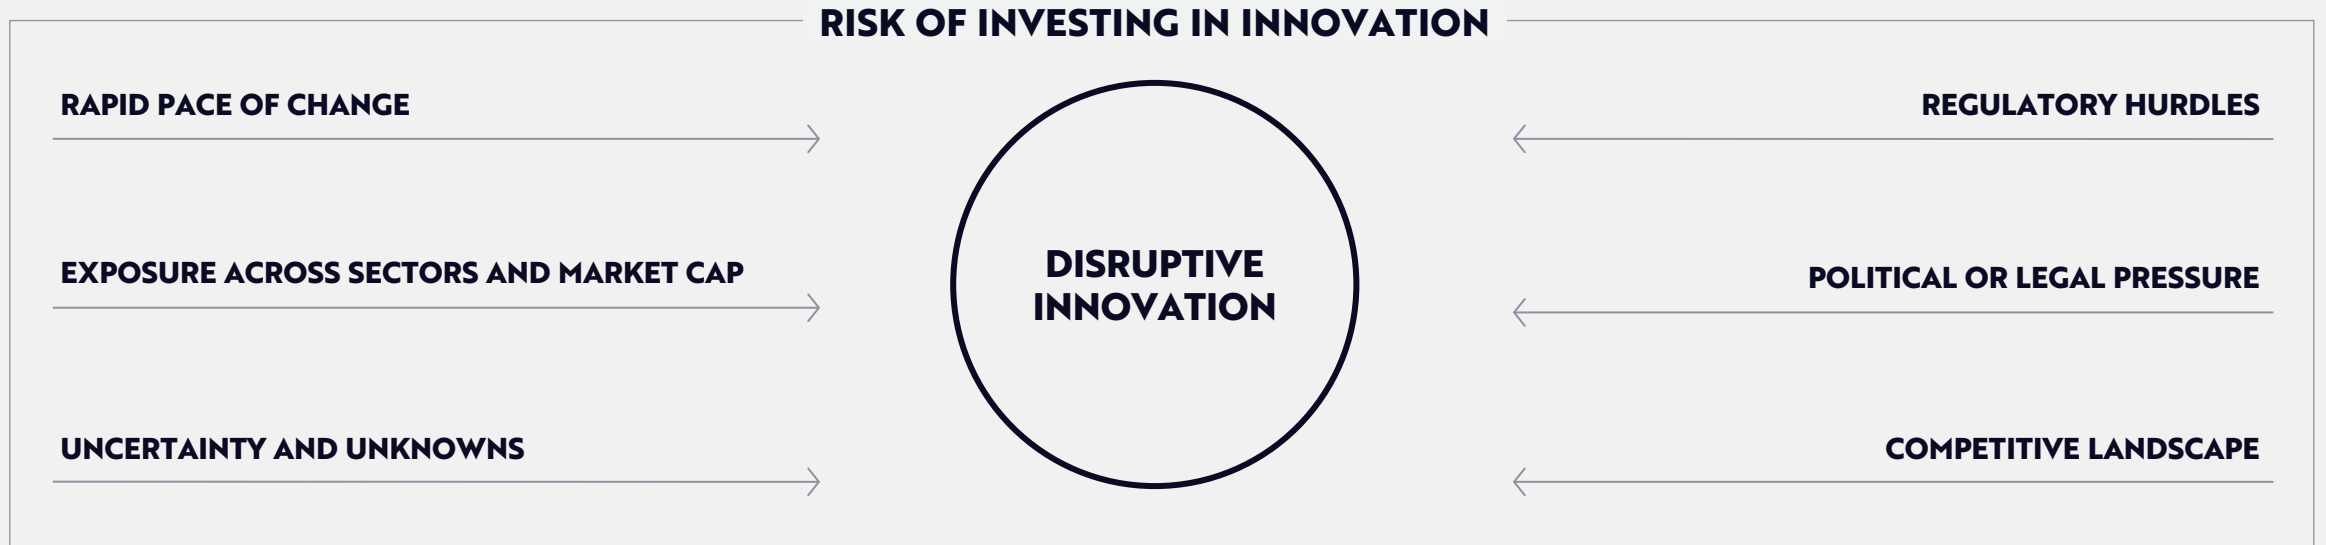 RISK OF INVESTING IN INNOVATION
RAPID PACE OF CHANGE
REGULATORY HURDLES
EXPOSURE ACROSS SECTORS AND MARKET CAP
DISRUPTIVE
INNOVATION
POLITICAL OR LEGAL PRESSURE
UNCERTAINTY AND UNKNOWNS
COMPETITIVE LANDSCAPE